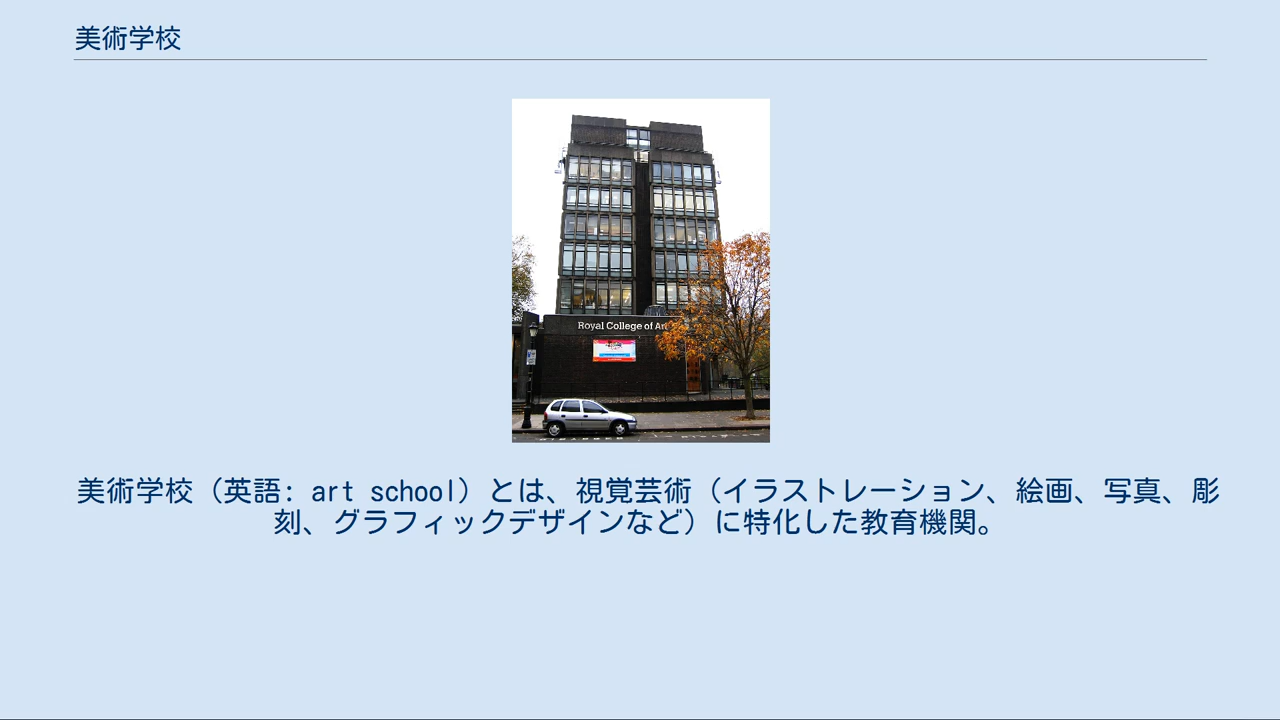 美術学校
Royal College of Art
美術学校（英語: art school）とは、視覚芸術（イラストレーション、絵画、写真、彫
刻、グラフィックデザインなど）に特化した教育機関。